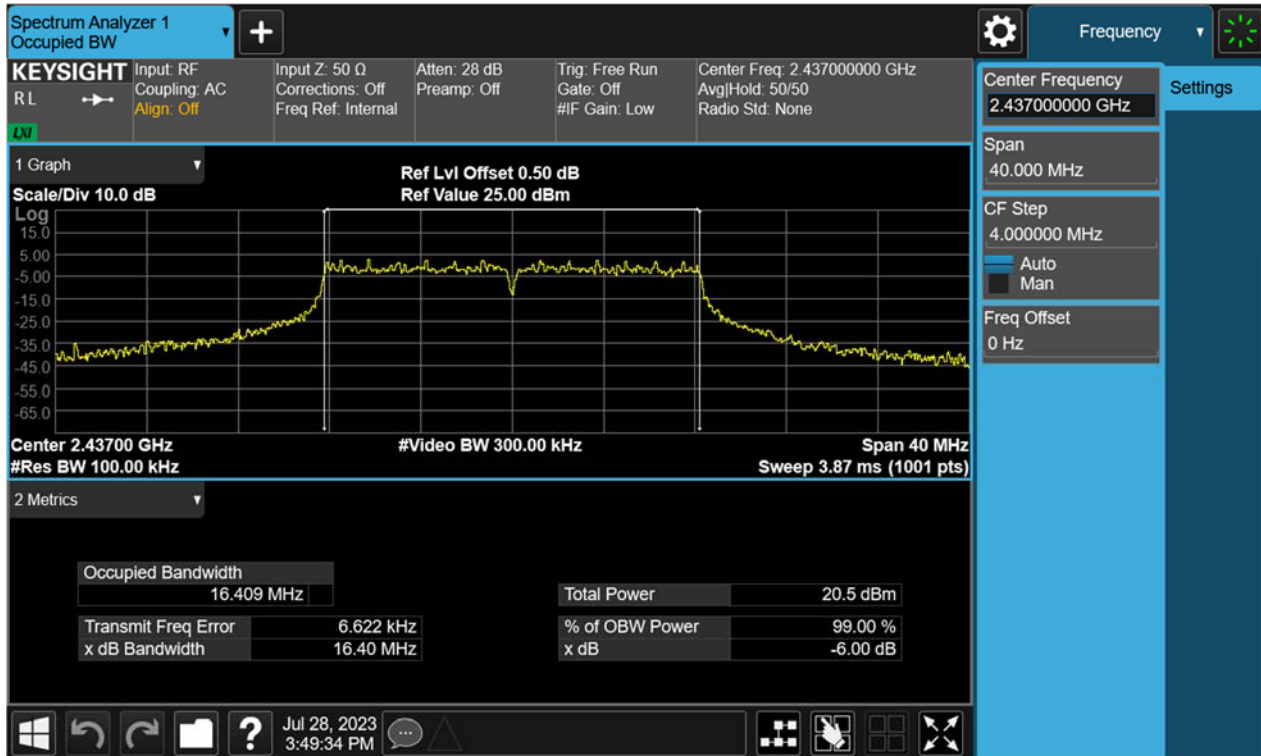 Spectrum Analyzer 1
Occupied BW
+
Frequency
KEYSIGHT
RL
LXI
Input: RF
Coupling: AC
Align: Off
Input Z: 50 Ω
Corrections: Off
Freq Ref: Internal
Atten: 28 dB
Preamp: Off
Trig: Free Run
Gate: Off
#IF Gain: Low
Center Freq: 2.437000000 GHz
Avg|Hold: 50/50
Radio Std: None
Center Frequency
2.437000000 GHz
Settings
Span
40.000 MHz
CF Step
4.000000 MHz
Auto
Man
Freq Offset
0 Hz
1 Graph
Scale/Div 10.0 dB
Ref Lvl Offset 0.50 dB
Ref Value 25.00 dBm
Log
15.0
5.00
-5.00
-15.0
-25.0
-35.0
-45.0
-55.0
-65.0
Center 2.43700 GHz
#Video BW 300.00 kHz
Span 40 MHz
#Res BW 100.00 kHz
Sweep 3.87 ms (1001 pts)
2 Metrics
Occupied Bandwidth
16.409 MHz
Total Power 20.5 dBm
Transmit Freq Error 6.622 kHz
% of OBW Power 99.00 %
x dB Bandwidth 16.40 MHz
x dB -6.00 dB
?
Jul 28, 2023
3:49:34 PM